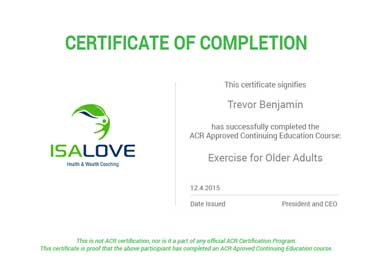 CERTIFICATE OF COMPLETION
This certificate signifies
Trevor Benjamin
has successfully completed the
ACR Approved Continuing Education Course:
Exercise for Older Adults
ISALOVE
Health & Wealth Coaching
12.4.2015
Date Issued President and CEO
This is not ACR certification, nor is it a part of any official ACR Certification Program.
This certificate is proof that the above participant has completed an ACR Aproved Continuing Education course.